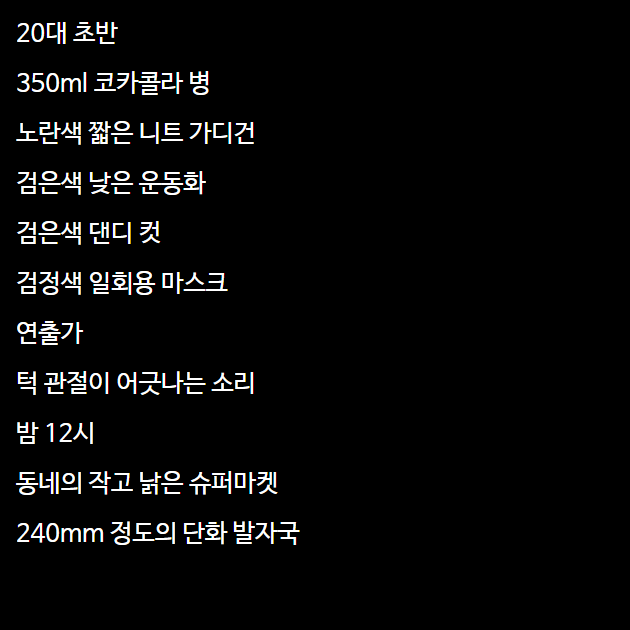 20대 초반
350ml 코카콜라 병
노란색 짧은 니트 가디건
검은색 낮은 운동화
검은색 댄디 컷
검정색 일회용 마스크
연출가
턱 관절이 어긋나는 소리
밤 12시
동네의 작고 낡은 슈퍼마켓
240mm 정도의 단화 발자국